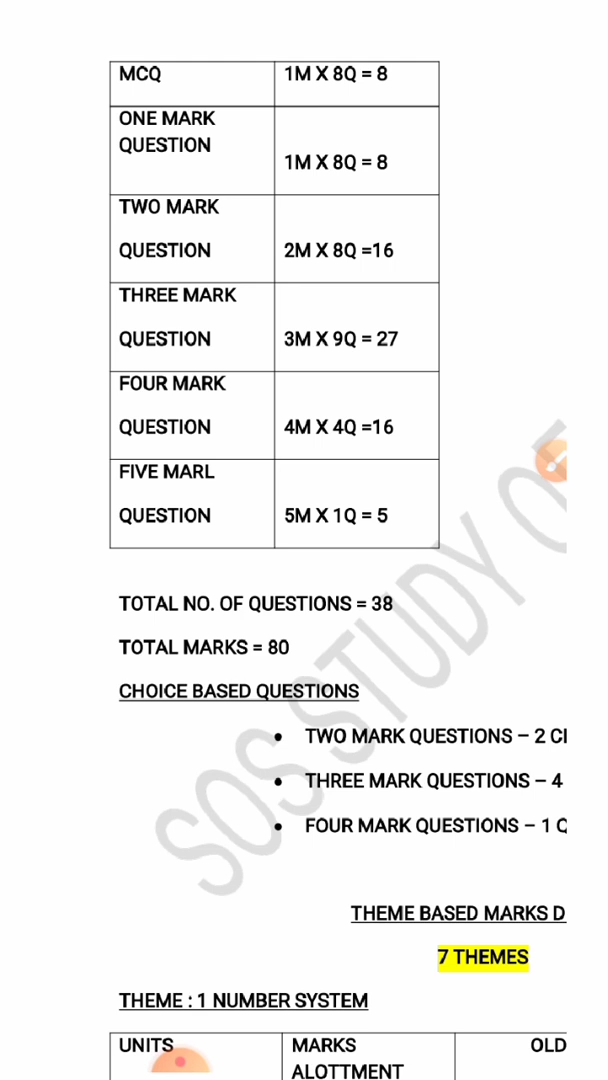 MCQ 1M X 8Q = 8
ONE MARK
QUESTION
1M X 8Q = 8
TWO MARK
QUESTION 2M X 8Q =16
THREE MARK
QUESTION 3M X 9Q = 27
FOUR MARK
QUESTION 4M X 4Q =16
FIVE MARL
QUESTION 5M X 1Q = 5
TOTAL NO. OF QUESTIONS = 38
TOTAL MARKS = 80
CHOICE BASED QUESTIONS
• TWO MARK QUESTIONS – 2
• THREE MARK QUESTIONS – 4
• FOUR MARK QUESTIONS – 1
SOS STUDY
THEME BASED MARKS
7 THEMES
THEME : 1 NUMBER SYSTEM
UNITS MARKS OLD
ALOTTMENT